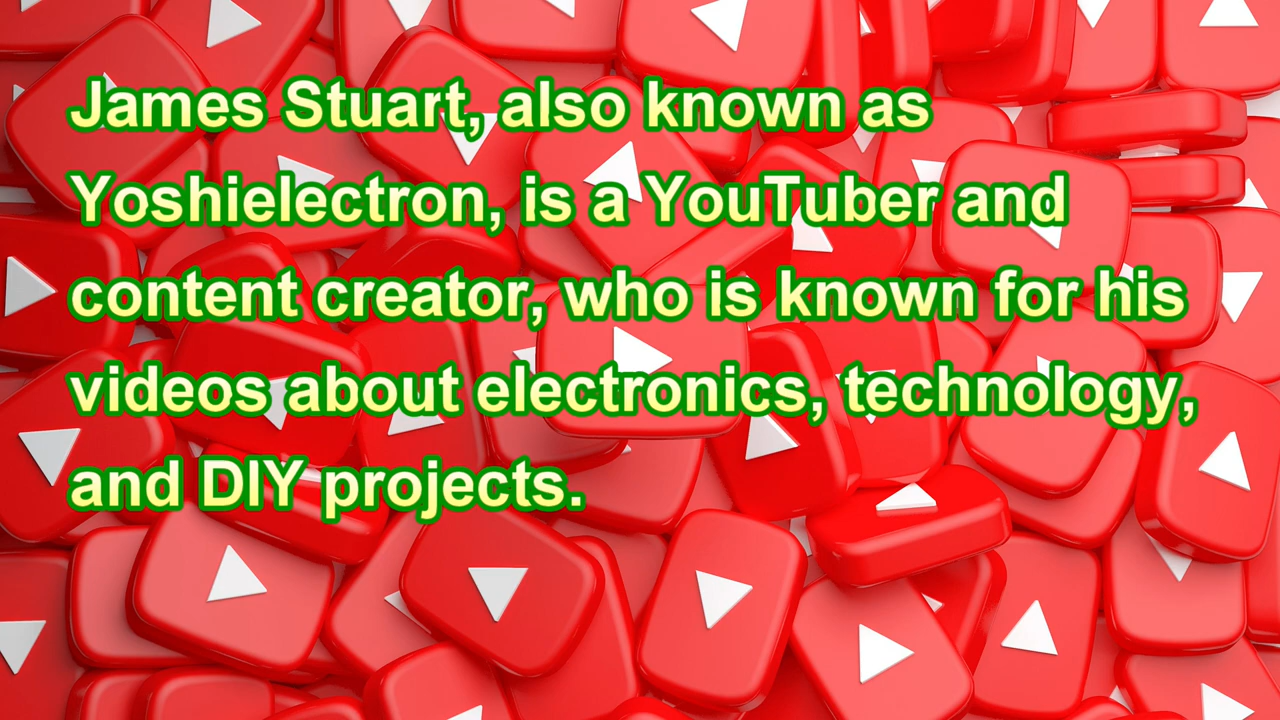 James Stuart, also known as
Yoshielectron, is a YouTuber and
content creator, who is known for his
videos about electronics, technology,
and DIY projects.